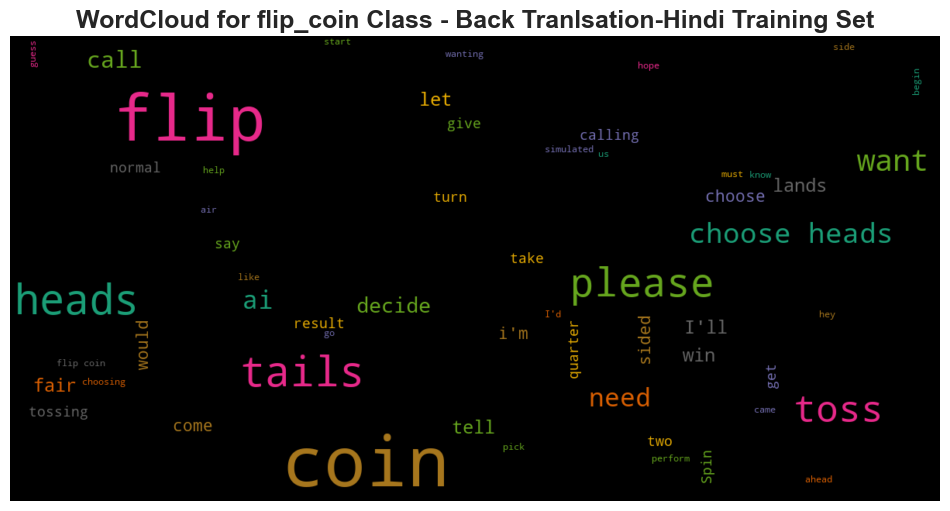 WordCloud for flip_coin Class - Back Tranlsation-Hindi Training Set
guess
start
wanting
side
call
hope
begin
flip
let
give
calling
simulated
us
want
normal
help
must
know
lands
turn
choose
air
say
choose heads
take
like
please
heads
ai
decide
result
go
I'd
i'm
quarter
sided
I'll
hey
would
win
flip coin
fair
choosing
tails
need
get
tossing
came
toss
come
tell
pick
two
coin
perform
Spin
ahead